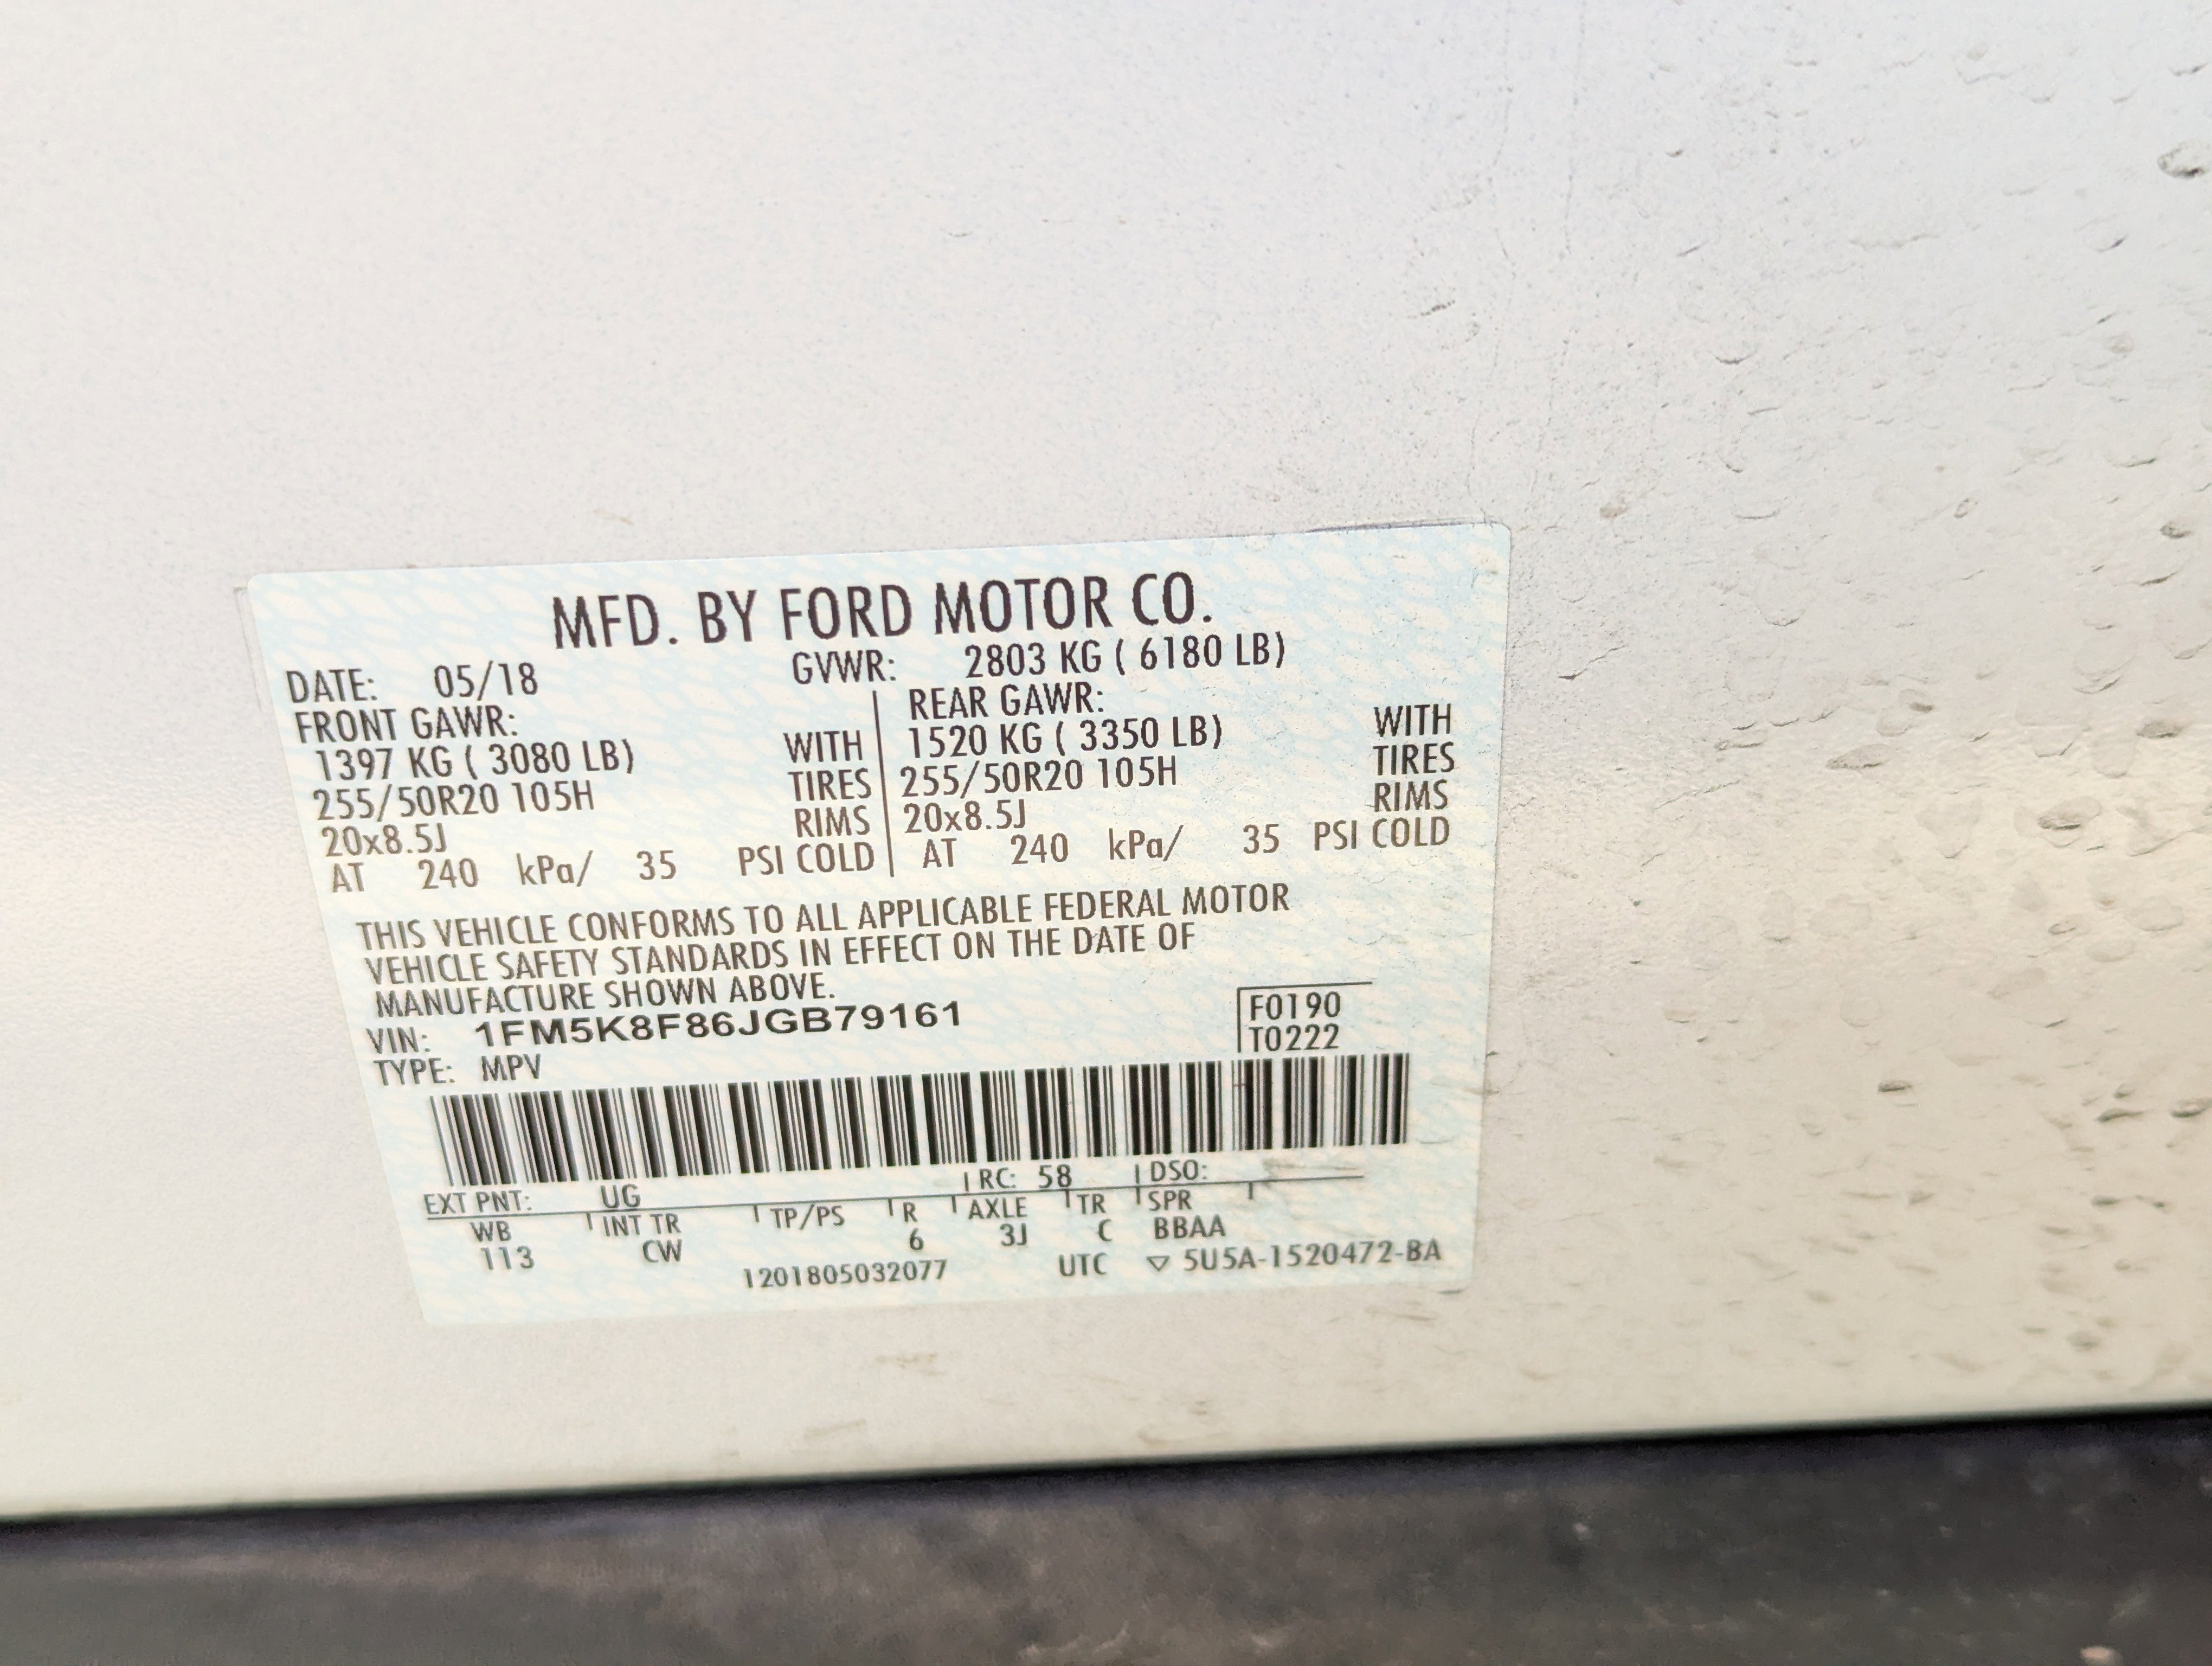 MFD. BY FORD MOTOR CO.
DATE: 05/18 GVWR: 2803 KG ( 6180 LB)
FRONT GAWR: REAR GAWR:
1397 KG ( 3080 LB) WITH 1520 KG ( 3350 LB) WITH
255/50R20 105H TIRES 255/50R20 105H TIRES
20x8.5J RIMS 20x8.5J RIMS
AT 240 kPa/ 35 PSI COLD AT 240 kPa/ 35 PSI COLD
THIS VEHICLE CONFORMS TO ALL APPLICABLE FEDERAL MOTOR
VEHICLE SAFETY STANDARDS IN EFFECT ON THE DATE OF
MANUFACTURE SHOWN ABOVE.
VIN: 1FM5K8F86JGB79161 F0190
TYPE: MPV T0222
EXT PNT: UG RC: 58 DSO:
WB INT TR TP/PS R AXLE TR SPR
113 CW 6 3J C BBAA
1201805032077 UTC ▽ 5U5A-1520472-BA